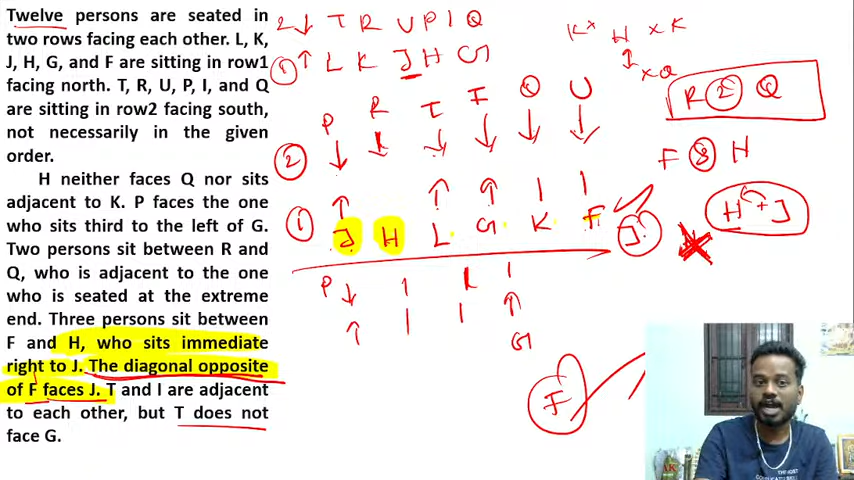 Twelve persons are seated in
two rows facing each other. L, K,
J, H, G, and F are sitting in row1
facing north. T, R, U, P, I, and Q
are sitting in row2 facing south,
not necessarily in the given
order.
H neither faces Q nor sits
adjacent to K. P faces the one
who sits third to the left of G.
Two persons sit between R and
Q, who is adjacent to the one
who is seated at the extreme
end. Three persons sit between
F and H, who sits immediate
right to J. The diagonal opposite
of F faces J. T and I are adjacent
to each other, but T does not
face G.
2↓ T R U P I Q
①↑ L K J H G
K× H × K
↕
×Q
R ② Q
F ③ H
H + J
P R T I Q U
②
① J H L G K F J
P
G
F